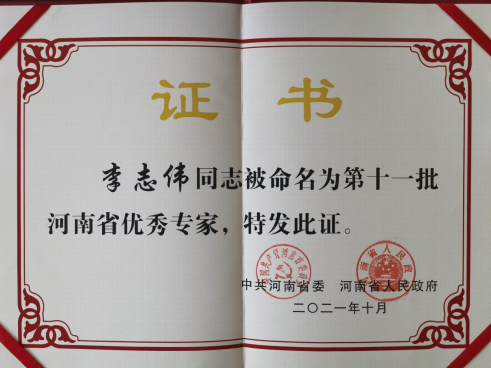 证书
李志伟同志被命名为第十一批
河南省优秀专家，特发此证。
中共河南省委 河南省人民政府
二〇二一年十月